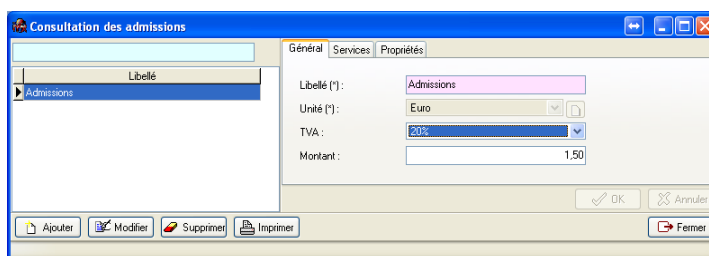 Consultation des admissions
Général Services Propriétés
Libellé
Admissions
Libellé (*) : Admissions
Unité (*) : Euro
TVA : 20%
Montant : 1,50
OK Annuler
Ajouter Modifier Supprimer Imprimer Fermer